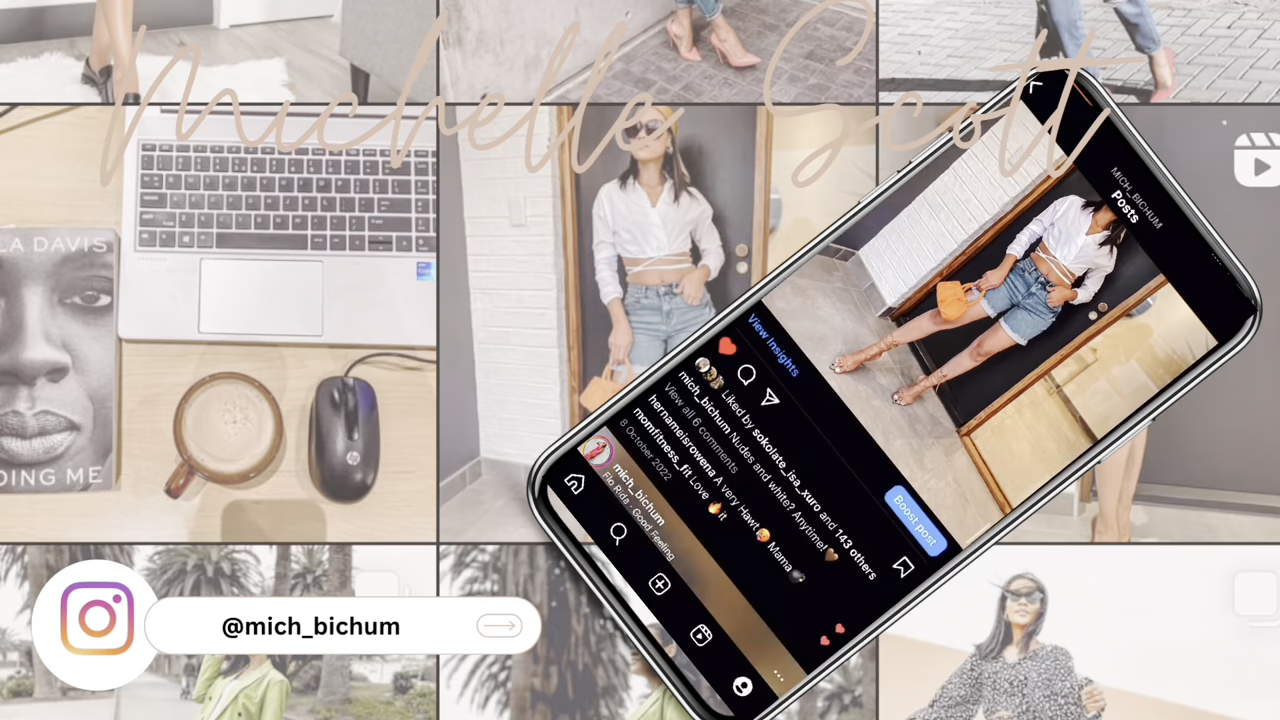 Michelle Scott
LA DAVIS
DING ME
hp
MICH_BICHUM
Posts
View Insights
Boost post
Liked by sokolate_isa_xuro and 143 others
mich_bichum Nudes and white? Anytime!🤎
View all 6 comments
hernameisrowena A very Hawt 🥵 Mama 💣
momfitness_fit Love 🔥 it
8 October 2022
mich_bichum
Flo Rida · Good Feeling
@mich_bichum